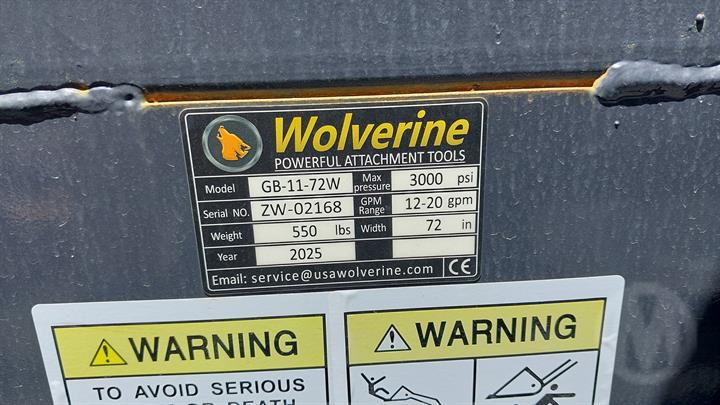 Wolverine
POWERFUL ATTACHMENT TOOLS
Model GB-11-72W Max pressure 3000 psi
Serial NO. ZW-02168 GPM Range 12-20 gpm
Weight 550 lbs Width 72 in
Year 2025
Email: service@usawolverine.com CE
WARNING
TO AVOID SERIOUS
OR DEATH
WARNING